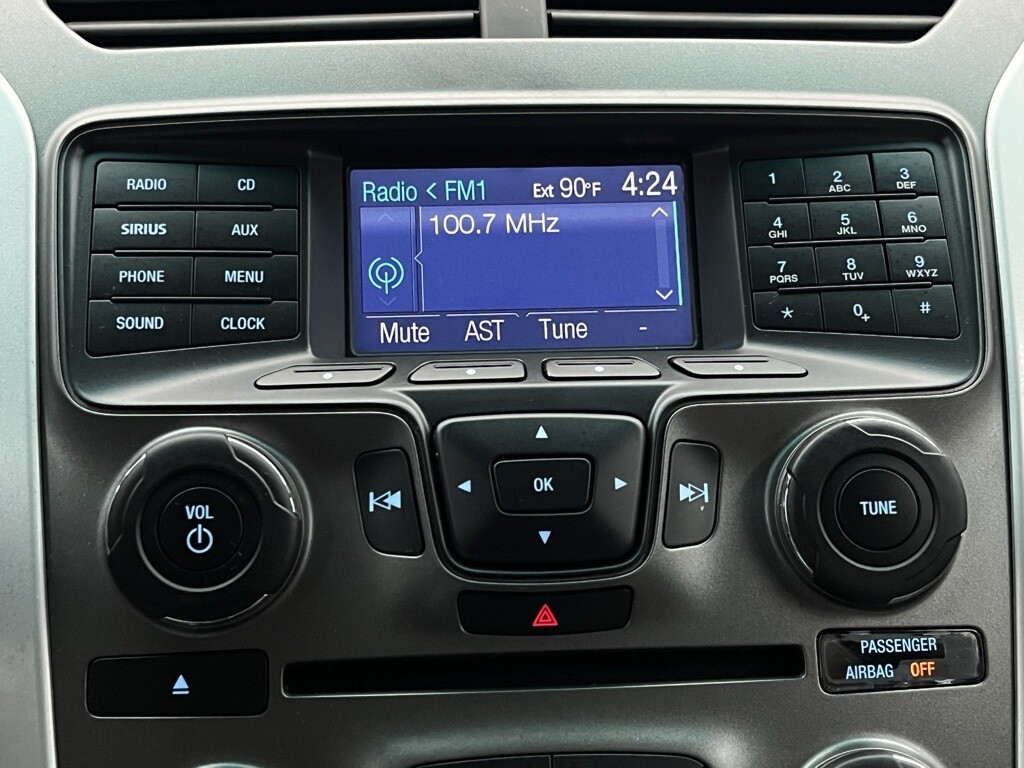 RADIO CD
SIRIUS AUX
PHONE MENU
SOUND CLOCK
Radio < FM1 Ext 90°F 4:24
100.7 MHz
Mute AST Tune -
1 2 ABC 3 DEF
4 GHI 5 JKL 6 MNO
7 PQRS 8 TUV 9 WXYZ
* 0+ #
VOL
OK
TUNE
PASSENGER
AIRBAG OFF